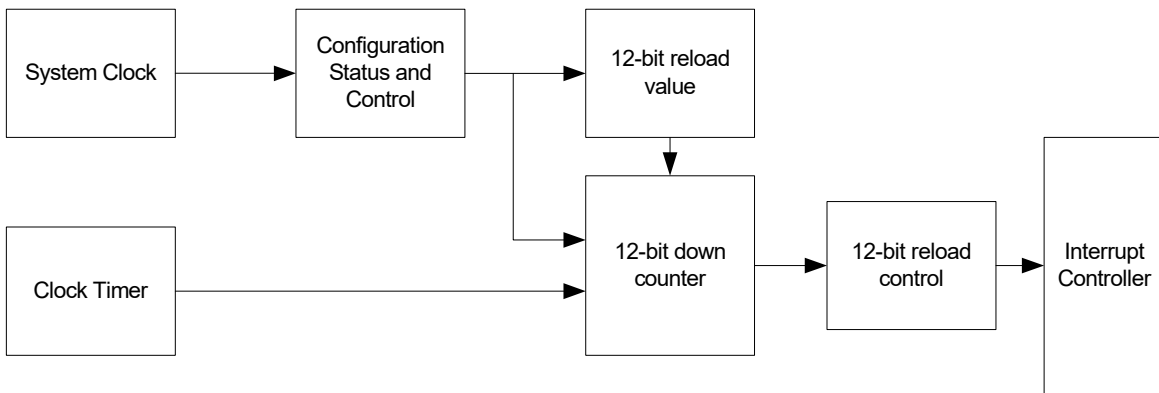 System Clock
Configuration
Status and
Control
12-bit reload
value
Clock Timer
12-bit down
counter
12-bit reload
control
Interrupt
Controller